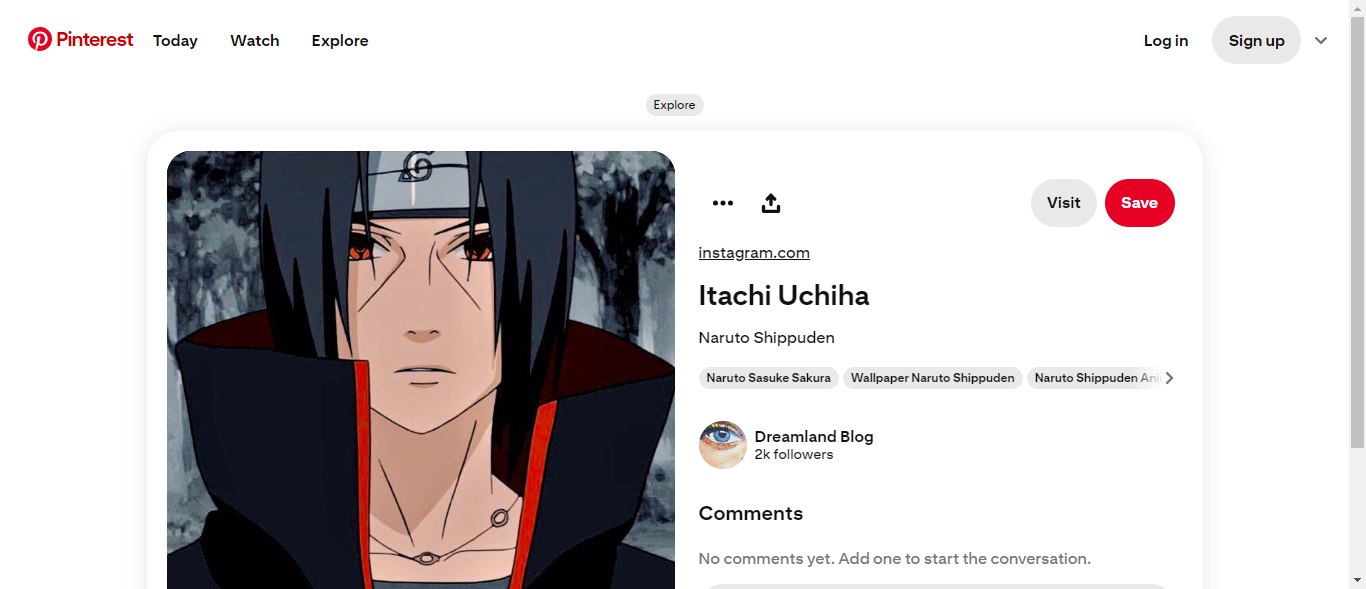 Pinterest Today Watch Explore Log in Sign up
Explore
Visit Save
instagram.com
Itachi Uchiha
Naruto Shippuden
Naruto Sasuke Sakura Wallpaper Naruto Shippuden Naruto Shippuden
Dreamland Blog
2k followers
Comments
No comments yet. Add one to start the conversation.